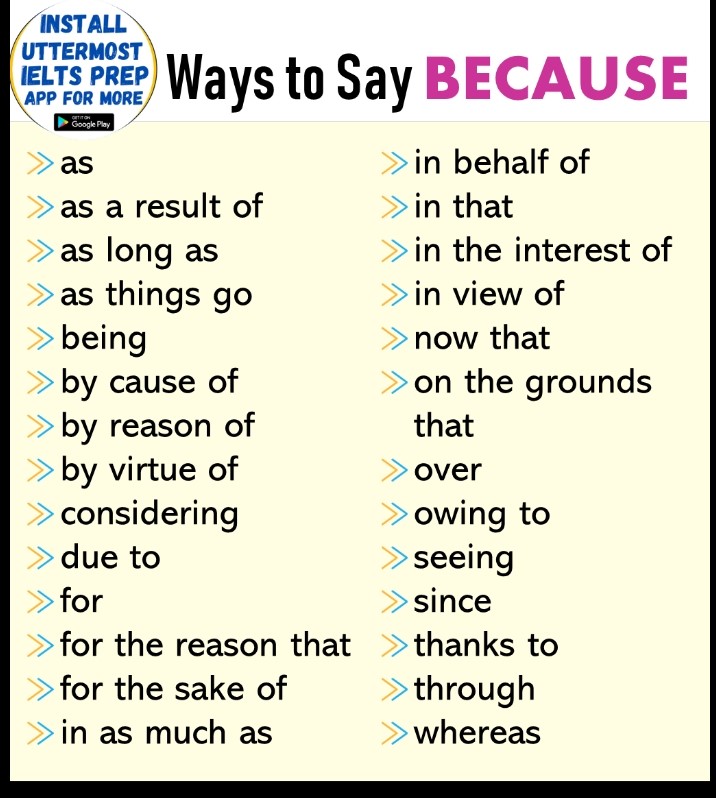 INSTALL
UTTERMOST
IELTS PREP
APP FOR MORE
GET IT ON
Google Play
Ways to Say BECAUSE
as
as a result of
as long as
as things go
being
by cause of
by reason of
by virtue of
considering
due to
for
for the reason that
for the sake of
in as much as
in behalf of
in that
in the interest of
in view of
now that
on the grounds
that
over
owing to
seeing
since
thanks to
through
whereas